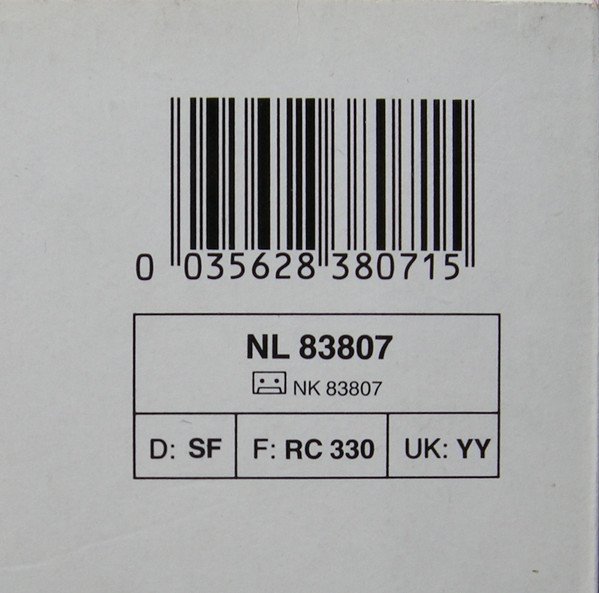 0 035628 380715
NL 83807
NK 83807
D: SF F: RC 330 UK: YY